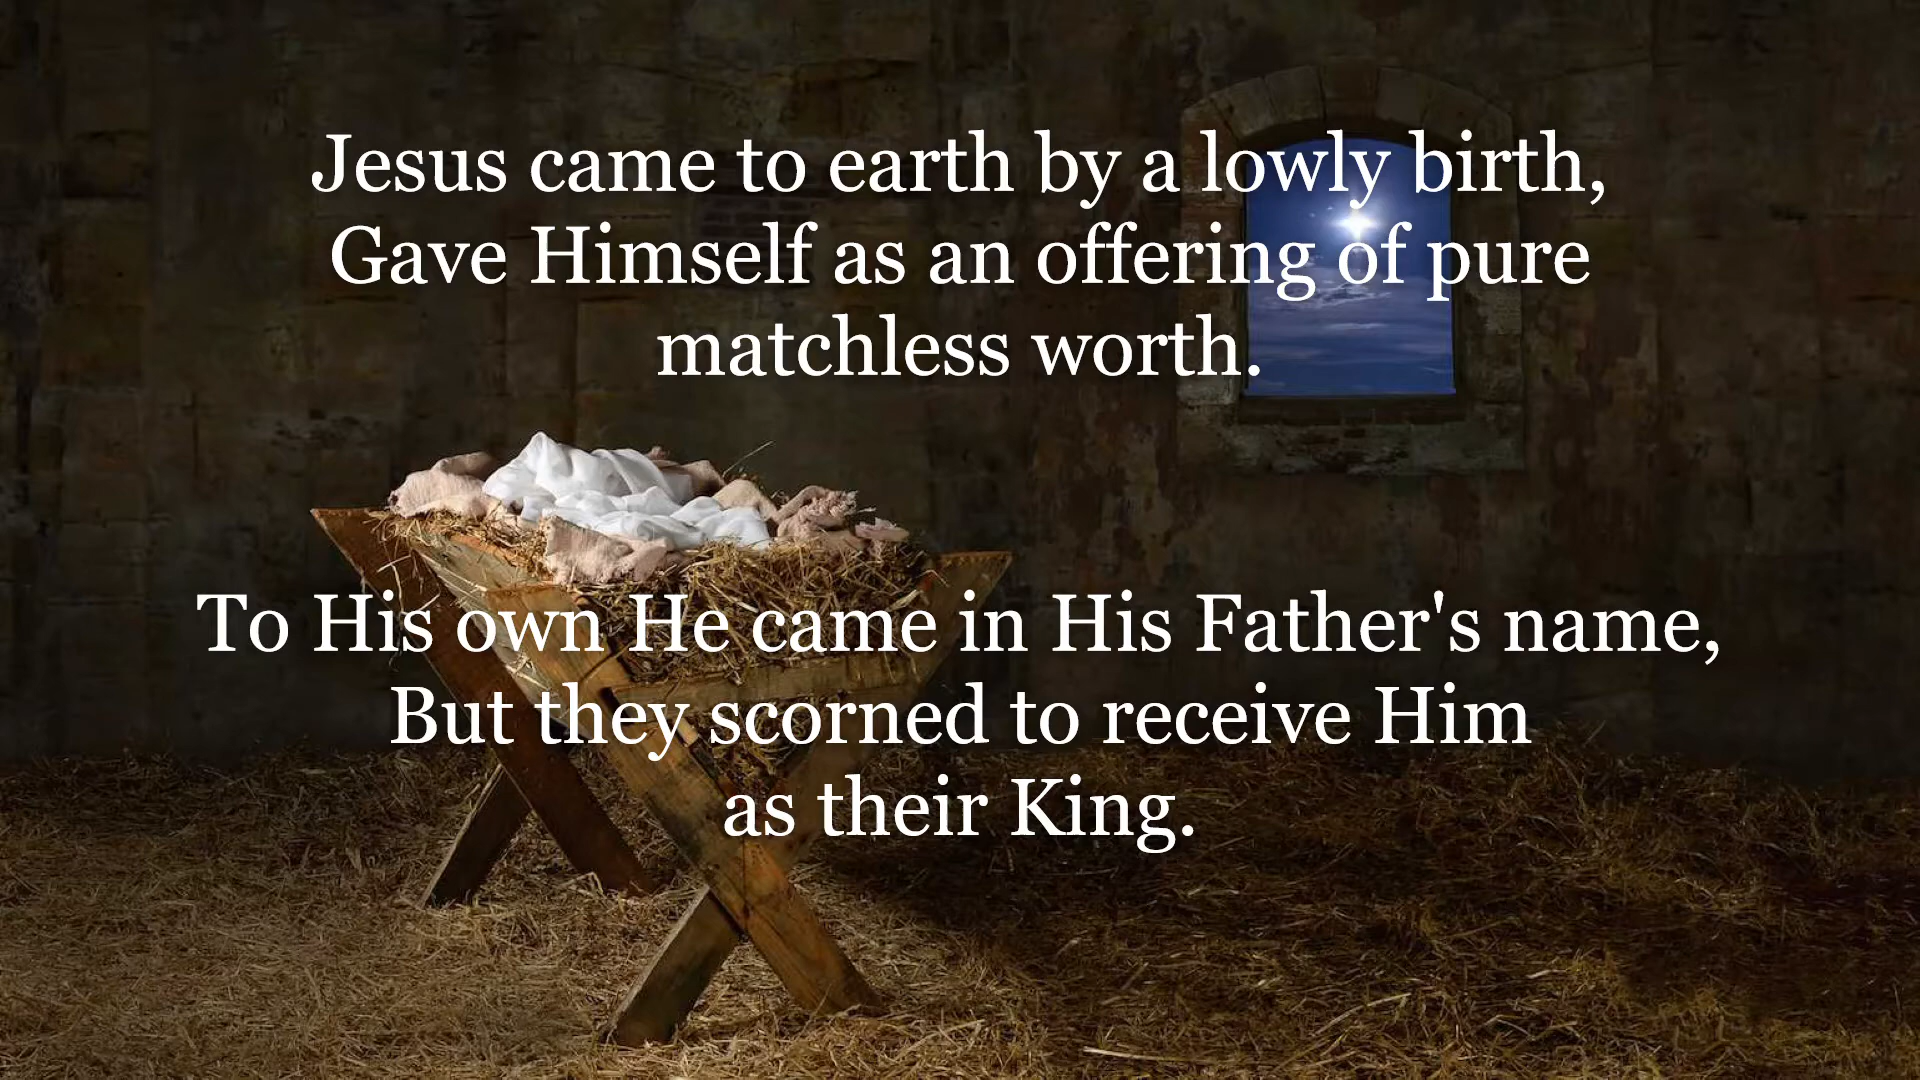 Jesus came to earth by a lowly birth,
Gave Himself as an offering of pure
matchless worth.
To His own He came in His Father's name,
But they scorned to receive Him
as their King.